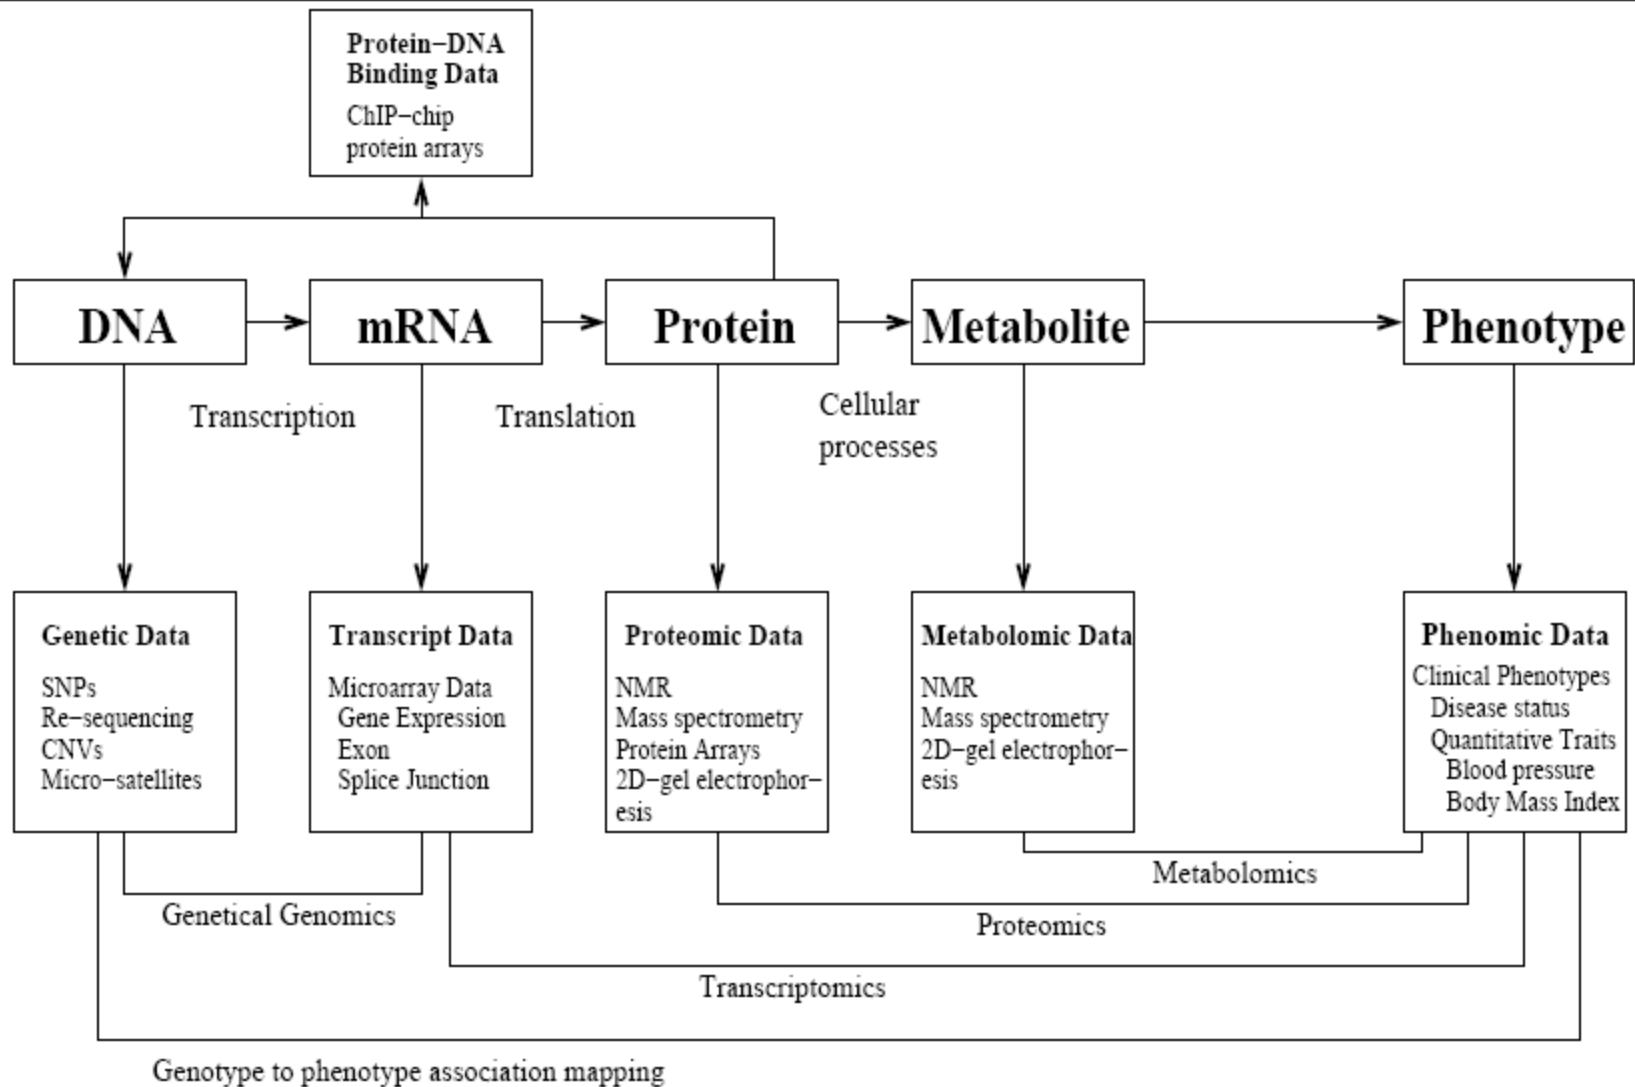 Protein−DNA
Binding Data
ChIP−chip
protein arrays
DNA
mRNA
Protein
Metabolite
Phenotype
Transcription
Translation
Cellular
processes
Genetic Data
SNPs
Re−sequencing
CNVs
Micro−satellites
Transcript Data
Microarray Data
Gene Expression
Exon
Splice Junction
Proteomic Data
NMR
Mass spectrometry
Protein Arrays
2D−gel electrophor−
esis
Metabolomic Data
NMR
Mass spectrometry
2D−gel electrophor−
esis
Phenomic Data
Clinical Phenotypes
Disease status
Quantitative Traits
Blood pressure
Body Mass Index
Metabolomics
Genetical Genomics
Proteomics
Transcriptomics
Genotype to phenotype association mapping